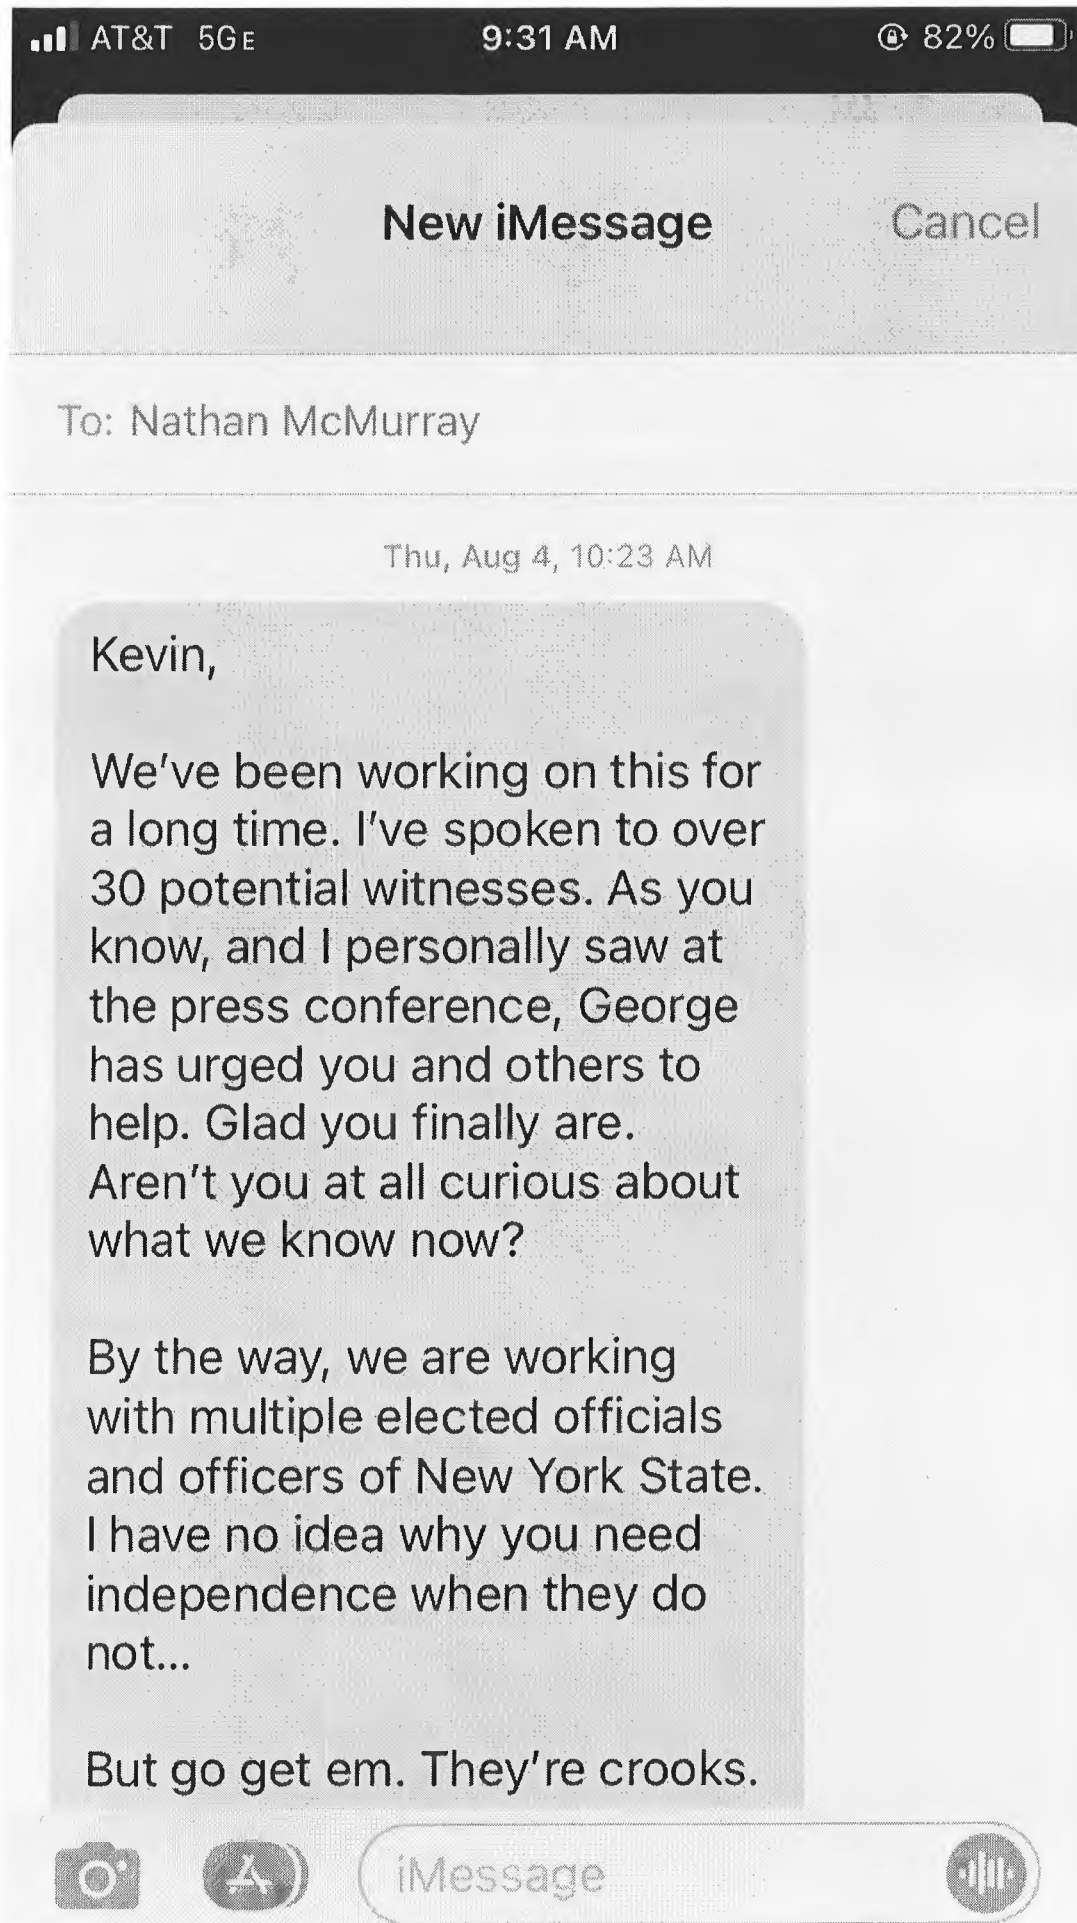 AT&T 5GE 9:31 AM 82%
New iMessage Cancel
To: Nathan McMurray
Thu, Aug 4, 10:23 AM
Kevin,
We've been working on this for
a long time. I've spoken to over
30 potential witnesses. As you
know, and I personally saw at
the press conference, George
has urged you and others to
help. Glad you finally are.
Aren't you at all curious about
what we know now?
By the way, we are working
with multiple elected officials
and officers of New York State.
I have no idea why you need
independence when they do
not...
But go get em. They're crooks.
iMessage